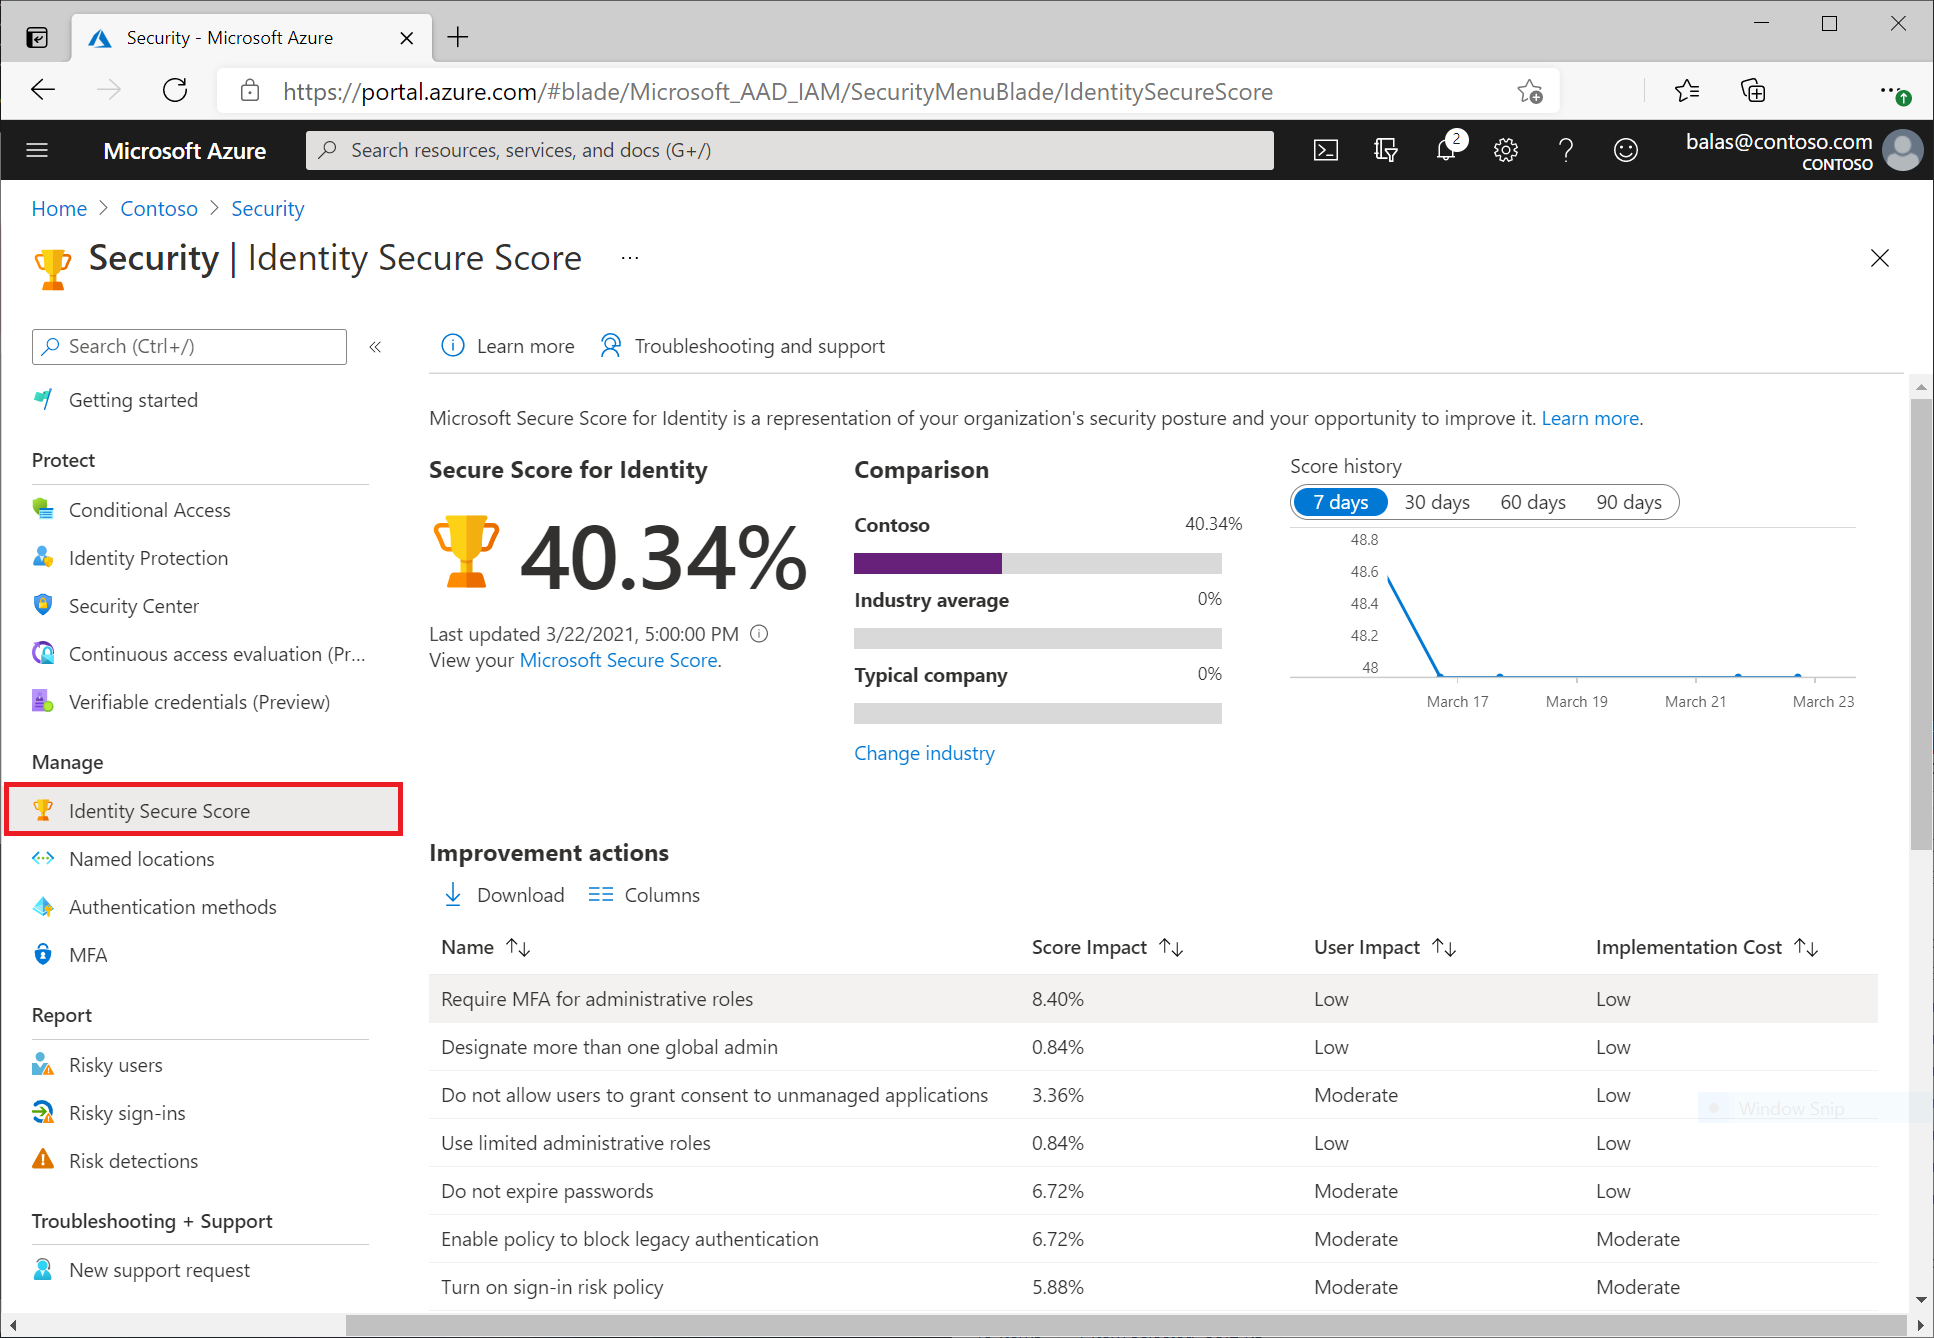 Security - Microsoft Azure
https://portal.azure.com/#blade/Microsoft_AAD_IAM/SecurityMenuBlade/IdentitySecureScore
Microsoft Azure
Search resources, services, and docs (G+/)
2
balas@contoso.com
CONTOSO
Home > Contoso > Security
Security | Identity Secure Score ...
Search (Ctrl+/)
«
Getting started
Protect
Conditional Access
Identity Protection
Security Center
Continuous access evaluation (Pr...
Verifiable credentials (Preview)
Manage
Identity Secure Score
Named locations
Authentication methods
MFA
Report
Risky users
Risky sign-ins
Risk detections
Troubleshooting + Support
New support request
Learn more
Troubleshooting and support
Microsoft Secure Score for Identity is a representation of your organization's security posture and your opportunity to improve it. Learn more.
Secure Score for Identity
40.34%
Last updated 3/22/2021, 5:00:00 PM
View your Microsoft Secure Score.
Comparison
Contoso 40.34%
Industry average 0%
Typical company 0%
Change industry
Score history
7 days 30 days 60 days 90 days
48.8
48.6
48.4
48.2
48
March 17 March 19 March 21 March 23
Improvement actions
Download Columns
Name Score Impact User Impact Implementation Cost
Require MFA for administrative roles 8.40% Low Low
Designate more than one global admin 0.84% Low Low
Do not allow users to grant consent to unmanaged applications 3.36% Moderate Low
Window Snip
Use limited administrative roles 0.84% Low Low
Do not expire passwords 6.72% Moderate Low
Enable policy to block legacy authentication 6.72% Moderate Moderate
Turn on sign-in risk policy 5.88% Moderate Moderate